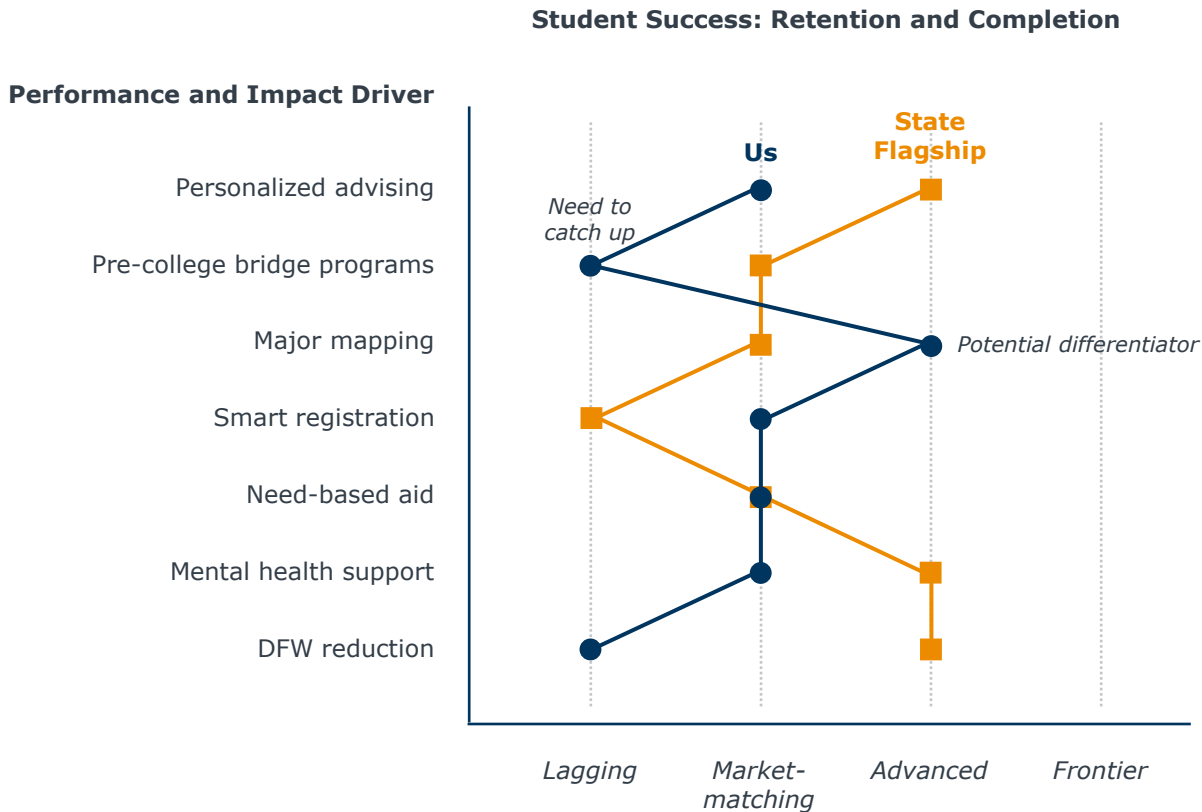 Student Success: Retention and Completion
Performance and Impact Driver
State
Flagship
Us
Personalized advising
Need to
catch up
Pre-college bridge programs
Major mapping
Potential differentiator
Smart registration
Need-based aid
Mental health support
DFW reduction
Lagging
Market-
matching
Advanced
Frontier